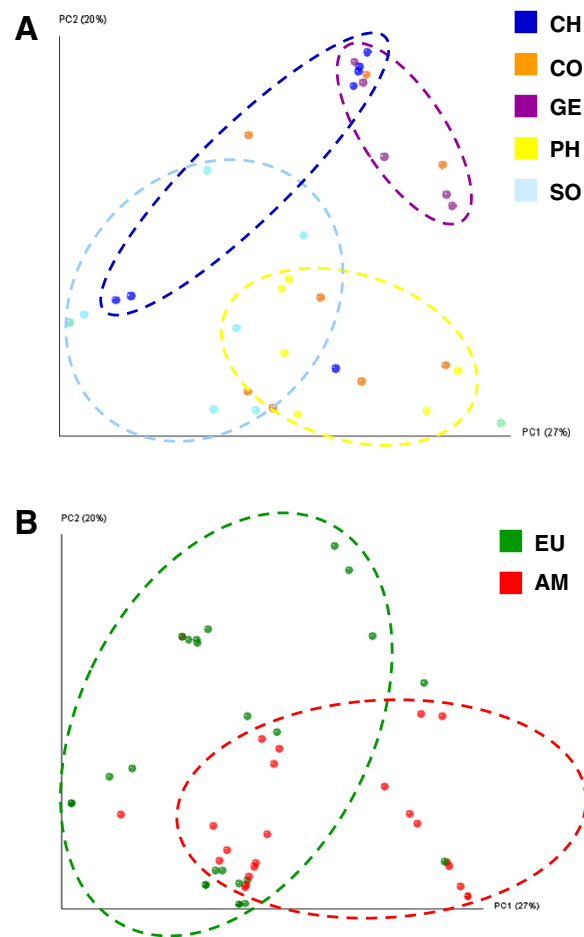 A
PC2 (20%)
CH
CO
GE
PH
SO
PC1 (27%)
B
PC2 (20%)
EU
AM
PC1 (27%)